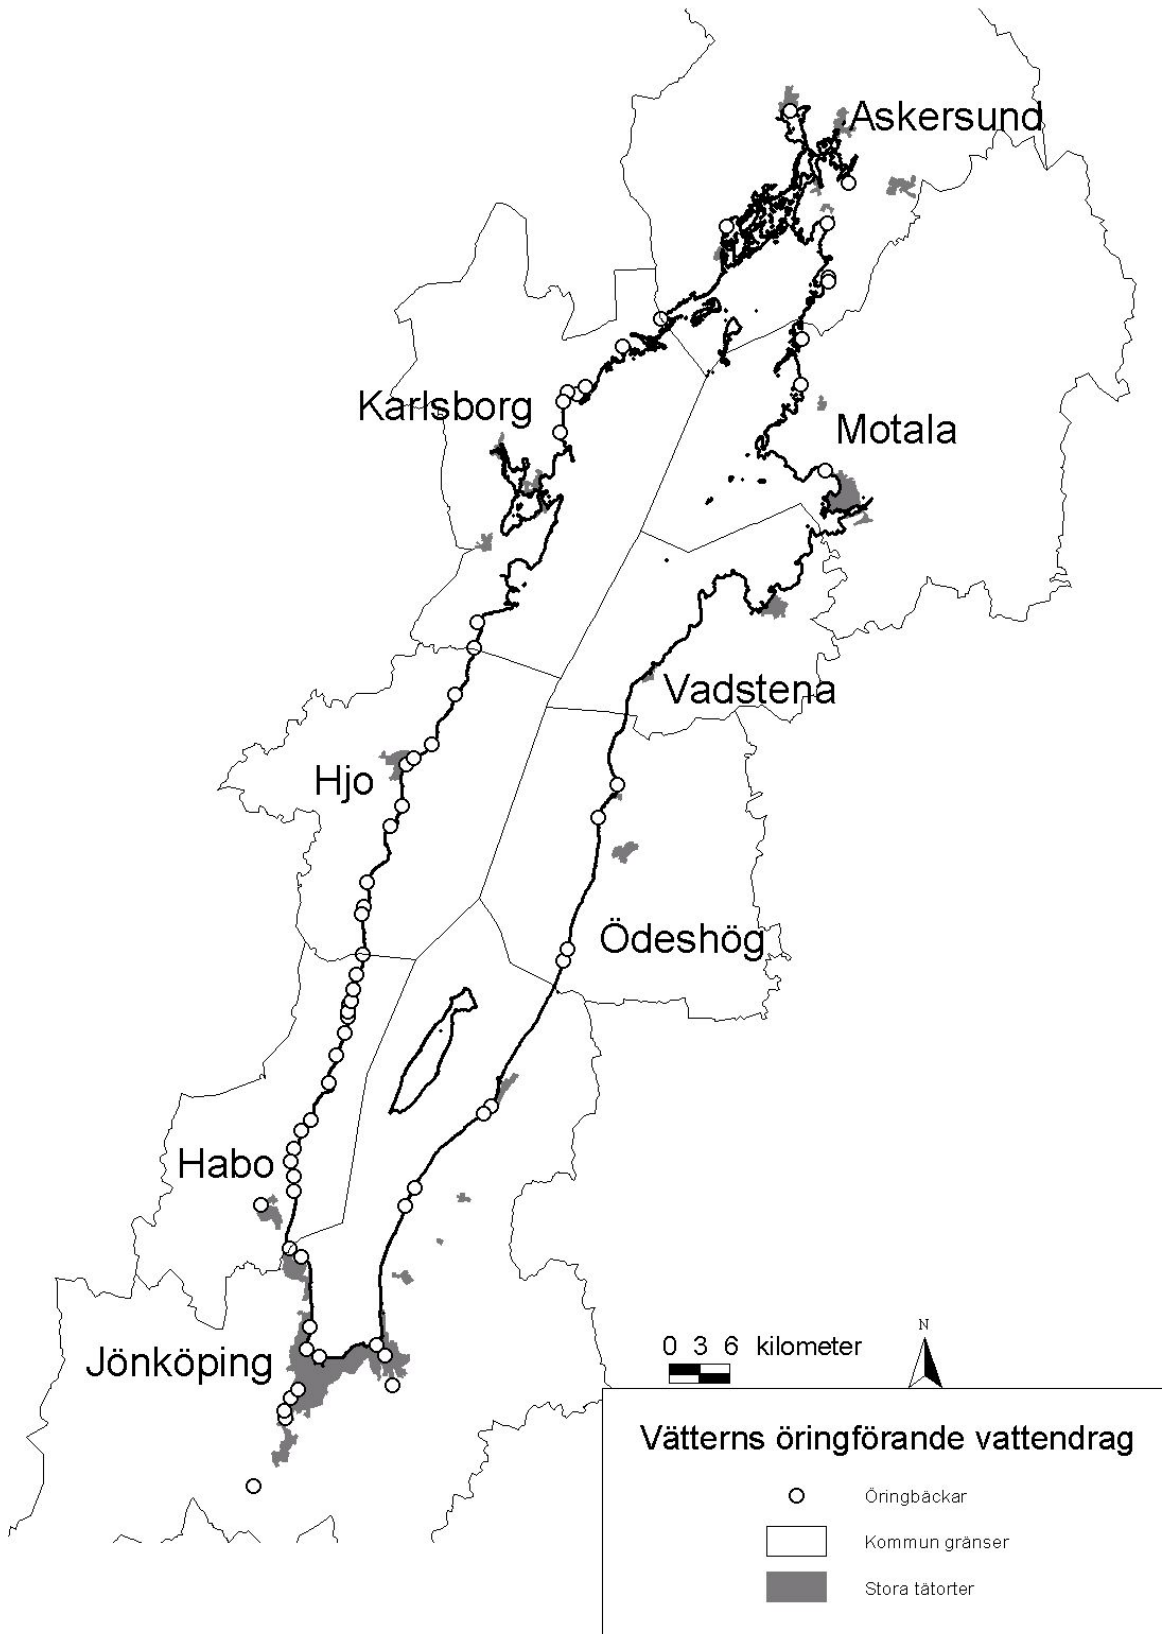 Askersund
Karlsborg
Motala
Vadstena
Hjo
Ödeshög
Habo
Jönköping
0 3 6 kilometer
N
Vätterns öringförande vattendrag
Öringbäckar
Kommun gränser
Stora tätorter